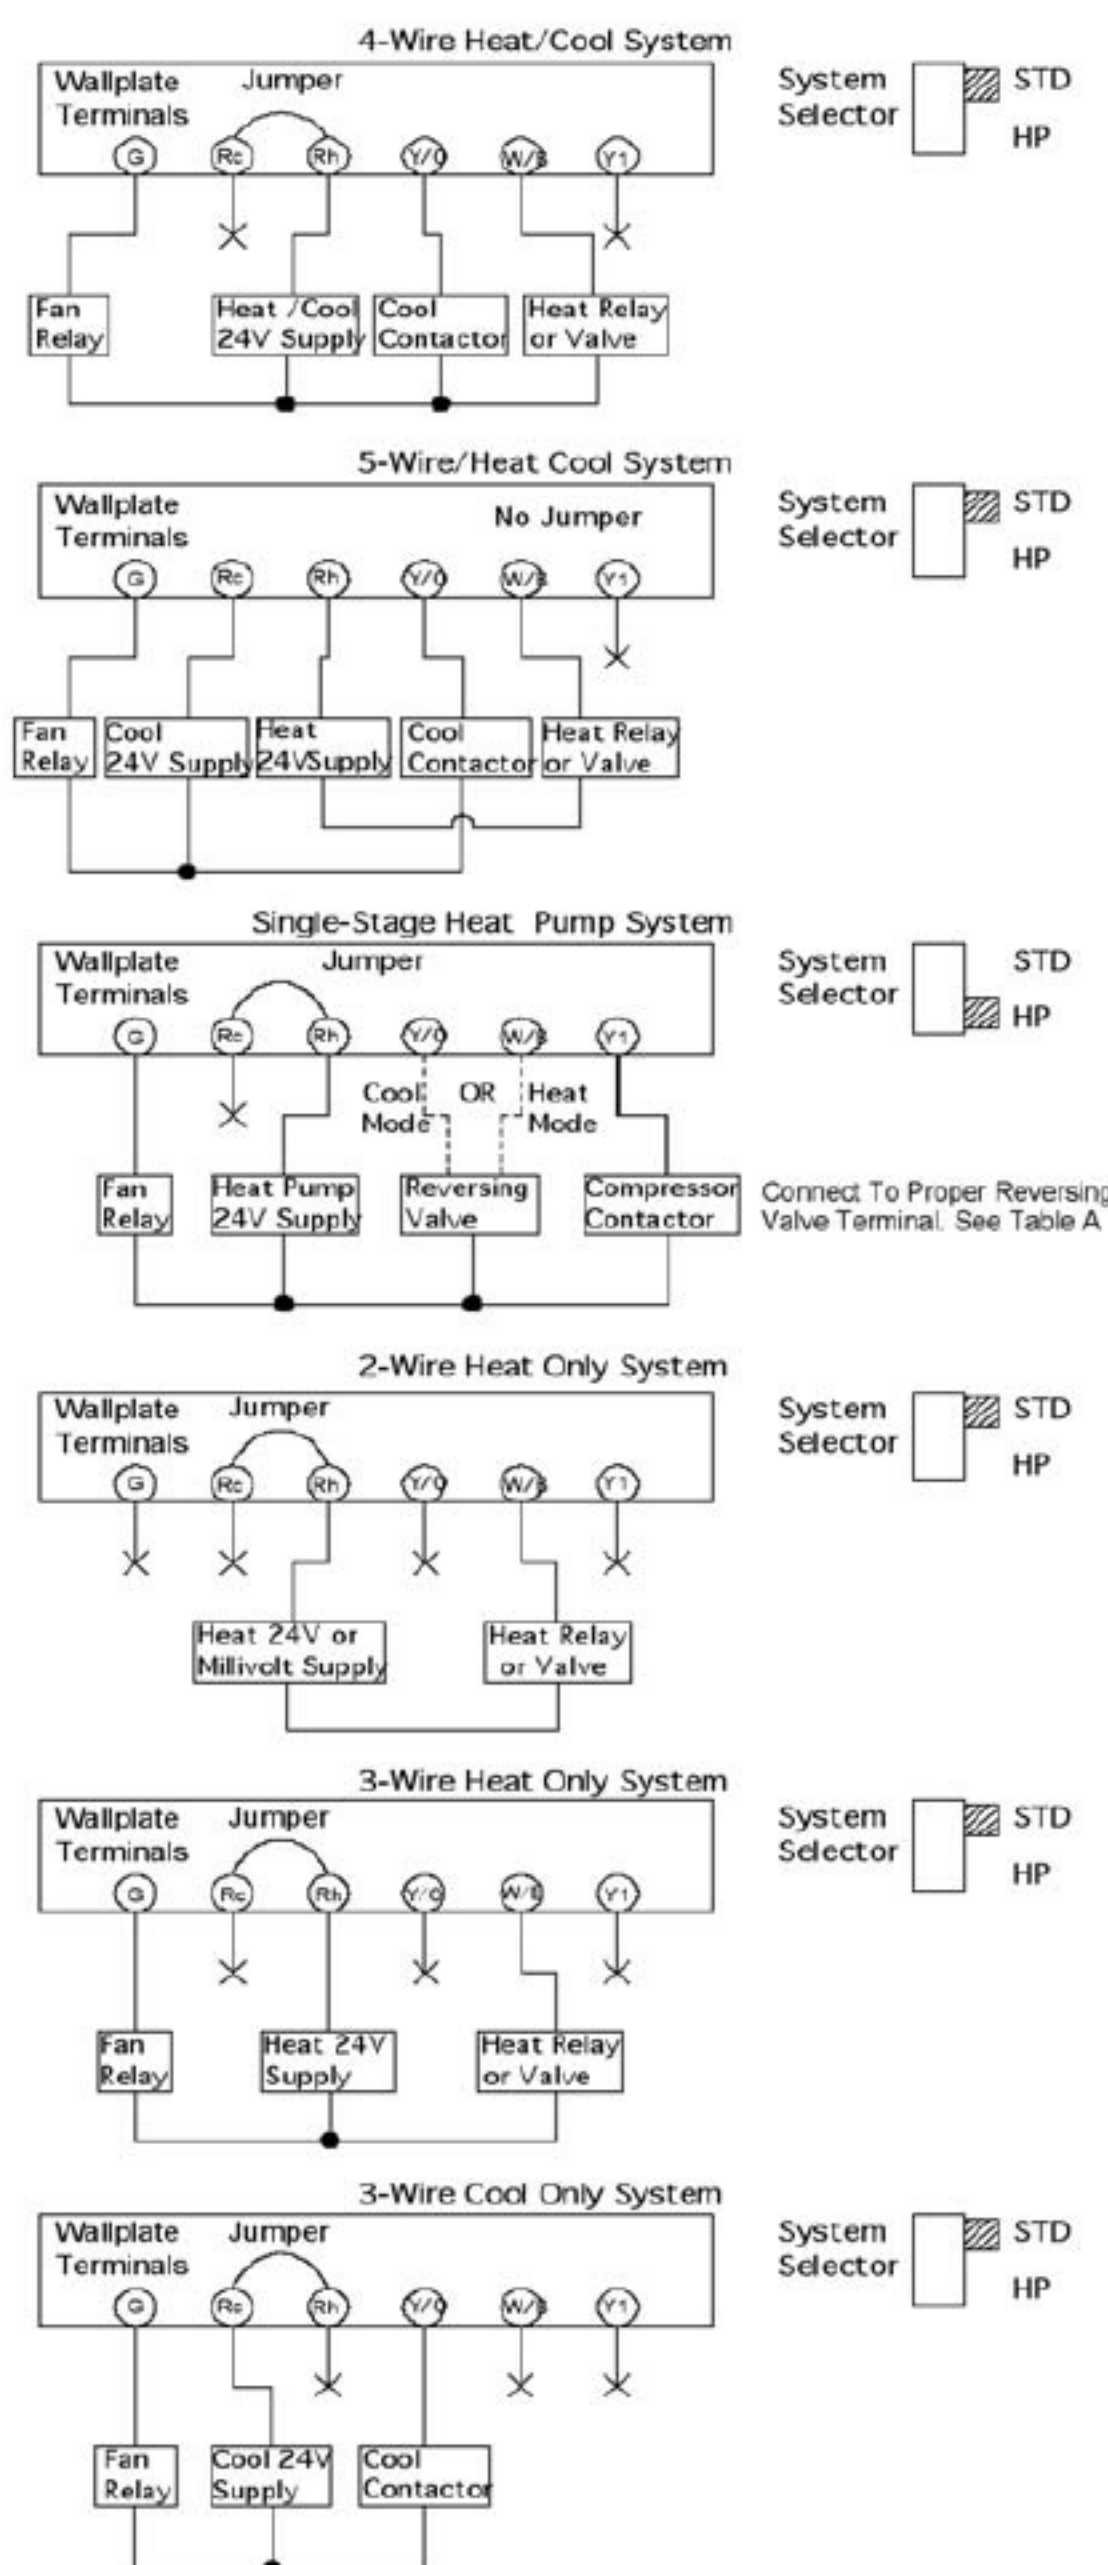 4-Wire Heat/Cool System
Wallplate Jumper
Terminals
System STD
Selector
HP
G Rc Rh Y/O W/B Y1
Fan Heat /Cool Cool Heat Relay
Relay 24V Supply Contactor or Valve
5-Wire/Heat Cool System
Wallplate No Jumper
Terminals
System STD
Selector
HP
G Rc Rh Y/O W/B Y1
Fan Cool Heat Cool Heat Relay
Relay 24V Supply 24VSupply Contactor or Valve
Single-Stage Heat Pump System
Wallplate Jumper
Terminals
System STD
Selector
HP
G Rc Rh Y/O W/B Y1
Cool OR Heat
Mode Mode
Fan Heat Pump Reversing Compressor
Relay 24V Supply Valve Contactor
Connect To Proper Reversing
Valve Terminal. See Table A
2-Wire Heat Only System
Wallplate Jumper
Terminals
System STD
Selector
HP
G Rc Rh Y/O W/B Y1
Heat 24V or Heat Relay
Millivolt Supply or Valve
3-Wire Heat Only System
Wallplate Jumper
Terminals
System STD
Selector
HP
G Rc Rh Y/O W/B Y1
Fan Heat 24V Heat Relay
Relay Supply or Valve
3-Wire Cool Only System
Wallplate Jumper
Terminals
System STD
Selector
HP
G Rc Rh Y/O W/B Y1
Fan Cool 24V Cool
Relay Supply Contactor